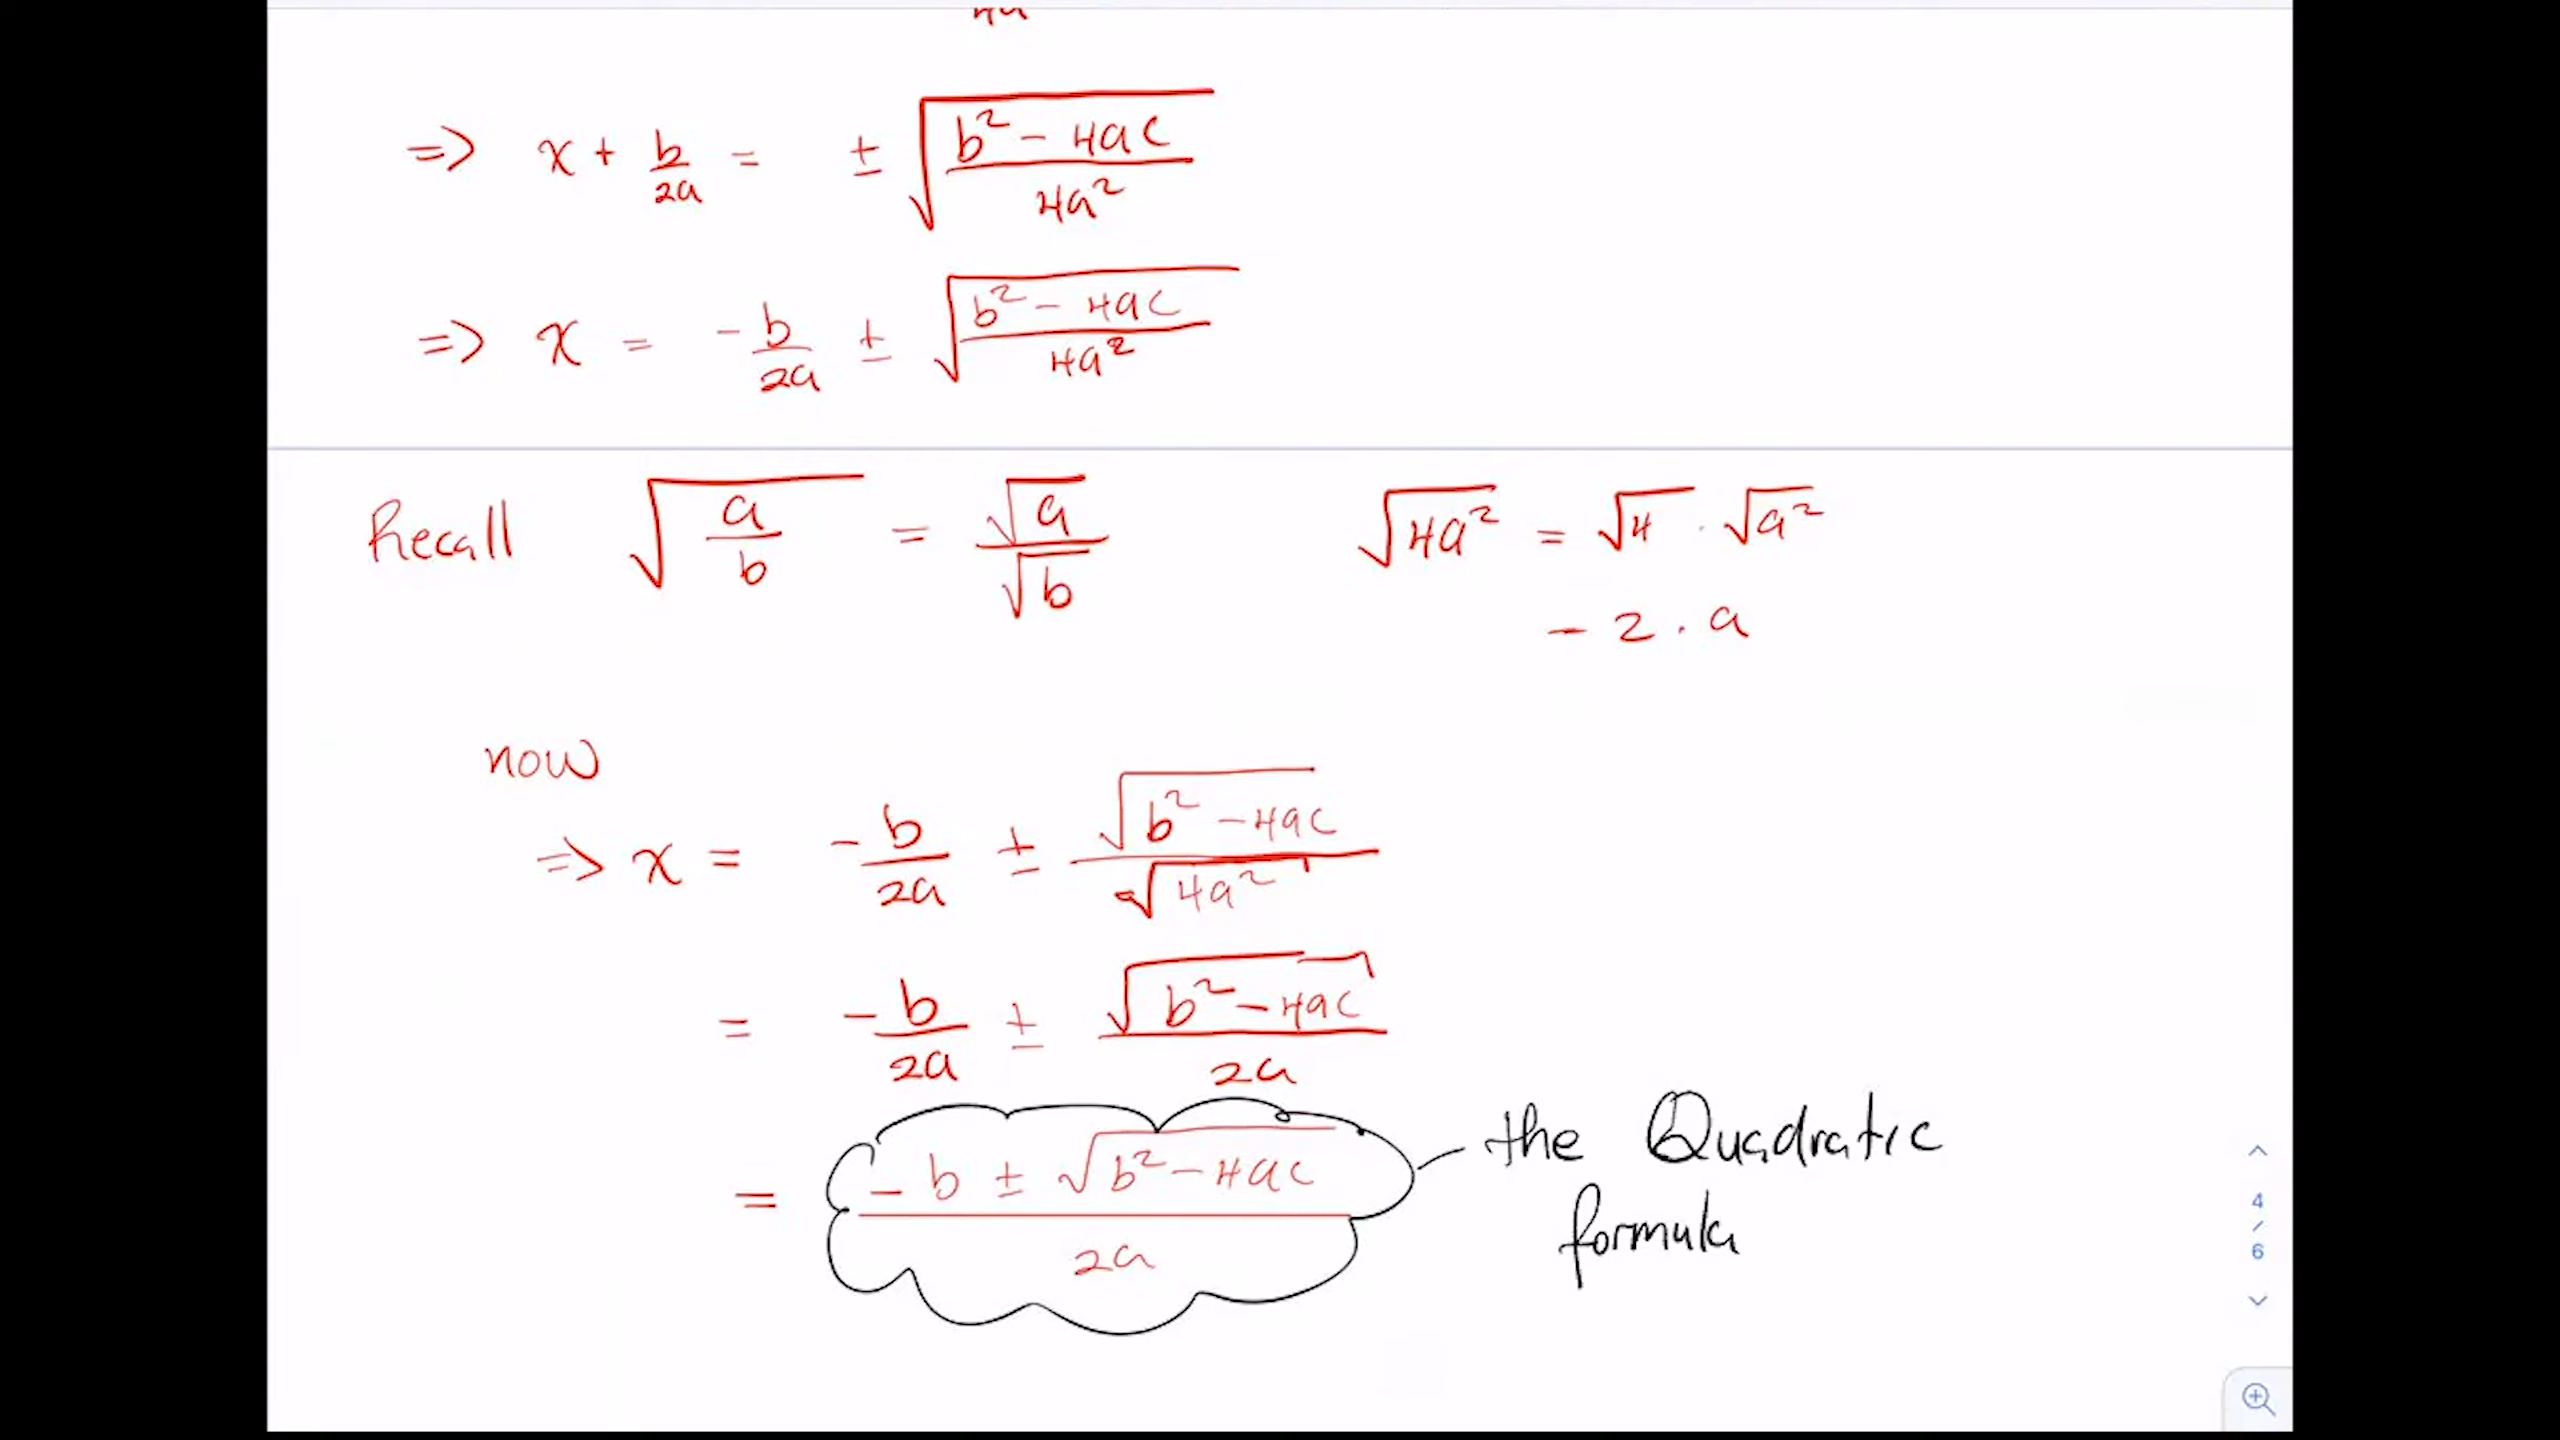 4a
=> x + b/2a = ± √((b² - 4ac)/(4a²))
=> x = - b/2a ± √((b² - 4ac)/(4a²))
Recall √(a/b) = √a/√b
√(4a²) = √4 · √(a²)
- 2 · a
now
=> x = - b/2a ± √(b² - 4ac)/√(4a²)
= - b/2a ± √(b² - 4ac)/2a
= (- b ± √(b² - 4ac))/2a
the Quadratic
formula
4
/
6